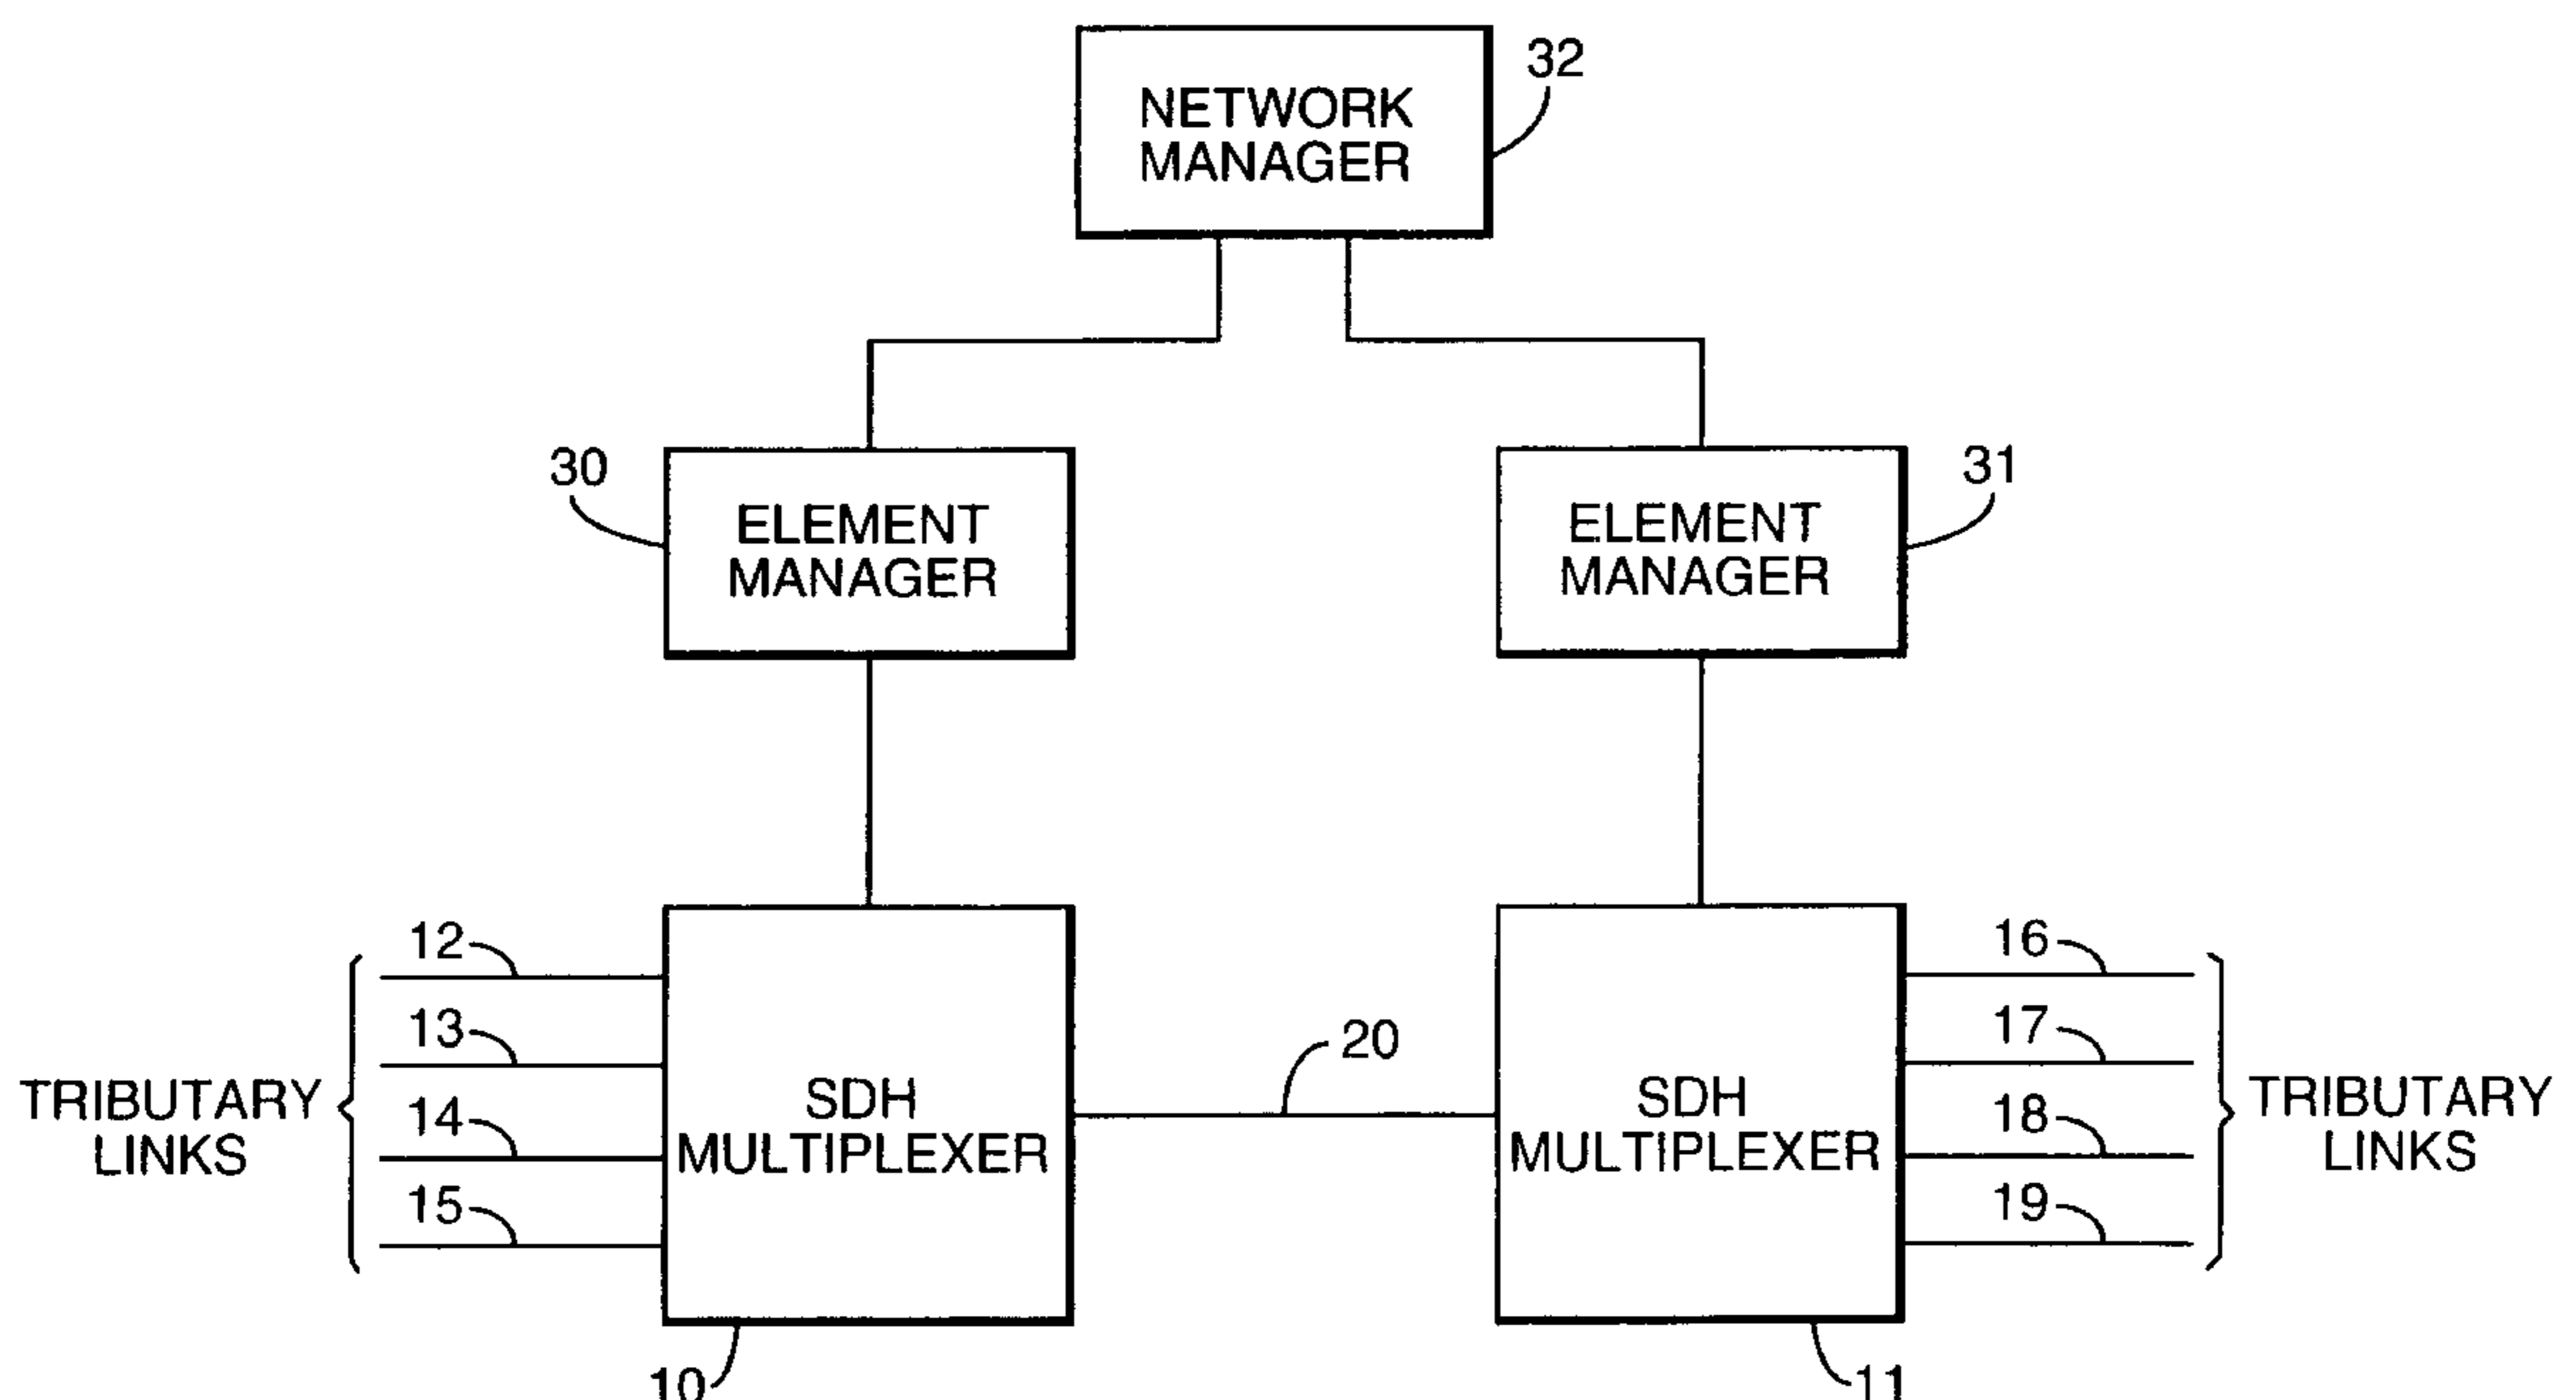 32
NETWORK
MANAGER
30
ELEMENT
MANAGER
31
ELEMENT
MANAGER
12
13
14
15
TRIBUTARY
LINKS
SDH
MULTIPLEXER
10
20
SDH
MULTIPLEXER
11
16
17
18
19
TRIBUTARY
LINKS